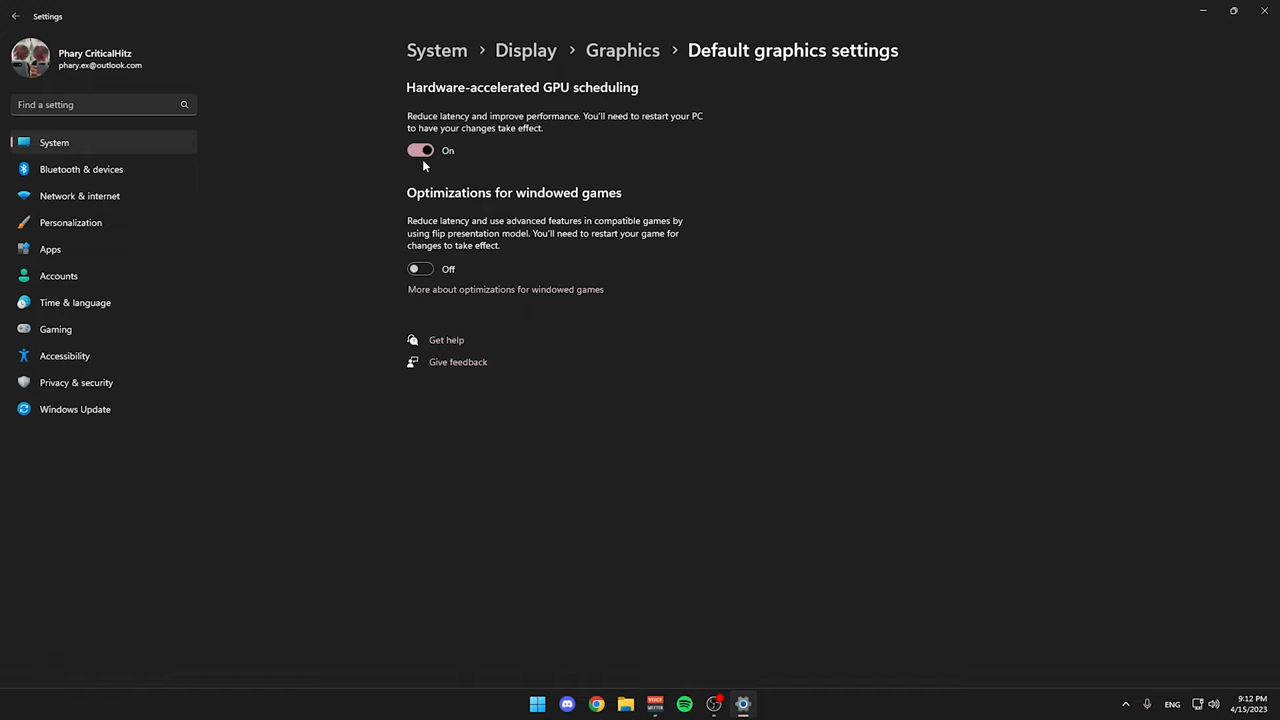 Settings
Phary CriticalHitz
phary.ex@outlook.com
Find a setting
System
Bluetooth & devices
Network & internet
Personalization
Apps
Accounts
Time & language
Gaming
Accessibility
Privacy & security
Windows Update
System > Display > Graphics > Default graphics settings
Hardware-accelerated GPU scheduling
Reduce latency and improve performance. You'll need to restart your PC
to have your changes take effect.
On
Optimizations for windowed games
Reduce latency and use advanced features in compatible games by
using flip presentation model. You'll need to restart your game for
changes to take effect.
Off
More about optimizations for windowed games
Get help
Give feedback
VOICE
MEETER
ENG
9:12 PM
4/15/2023